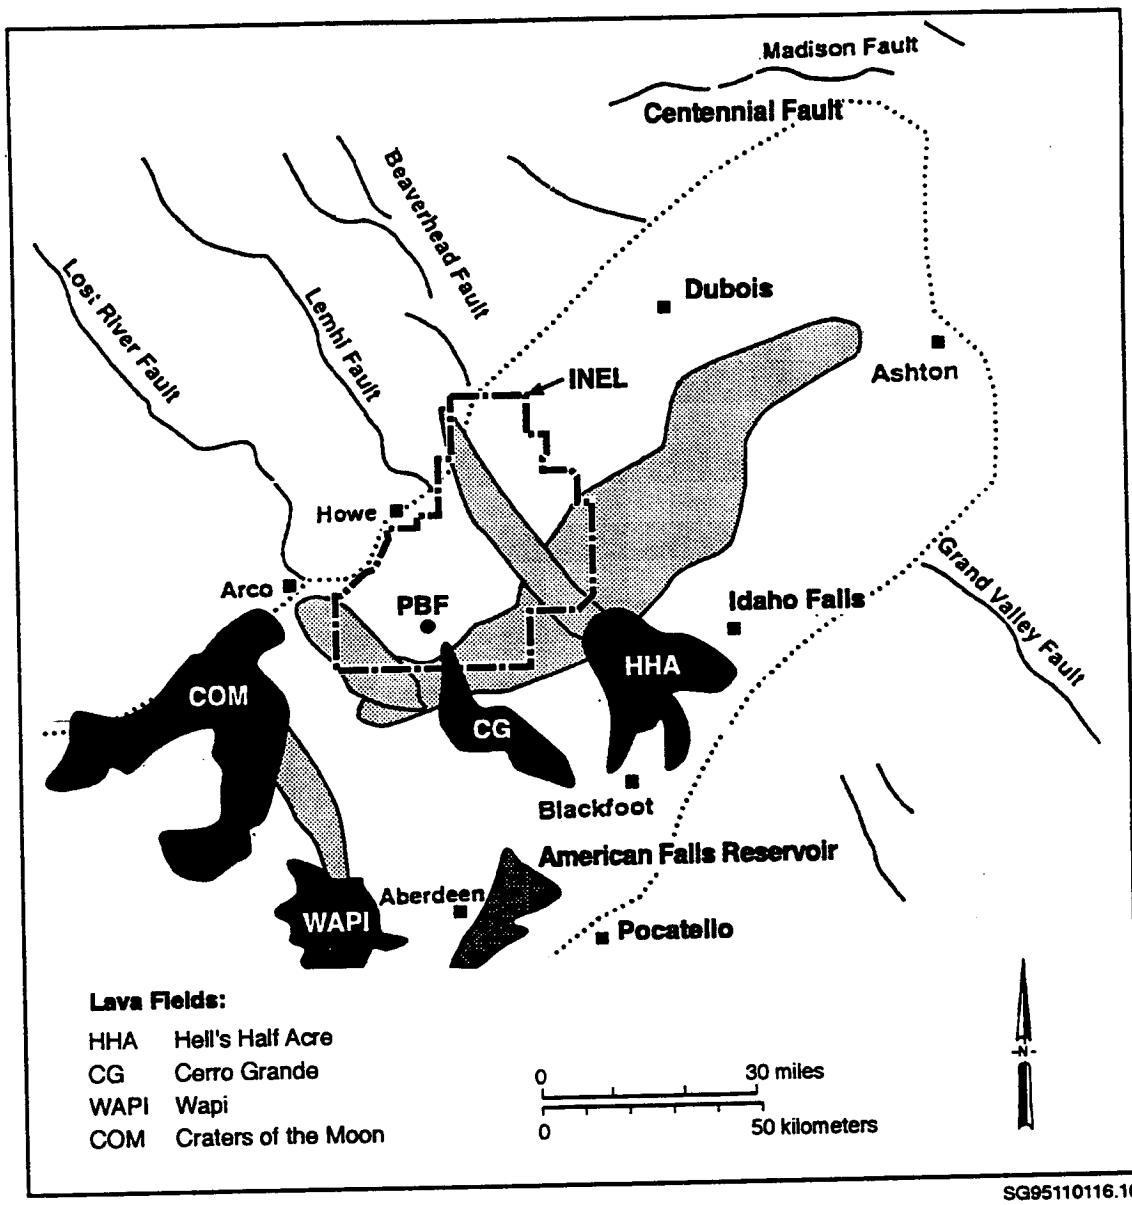 Madison Fault
Centennial Fault
Beaverhead Fault
Lost River Fault
Lemhi Fault
Dubois
INEL
Ashton
Howe
Arco
PBF
Idaho Falls
Grand Valley Fault
HHA
COM
CG
Blackfoot
American Falls Reservoir
Aberdeen
WAPI
Pocatello
Lava Fields:
HHA Hell's Half Acre
CG Cerro Grande
WAPI Wapi
COM Craters of the Moon
0 30 miles
0 50 kilometers
N